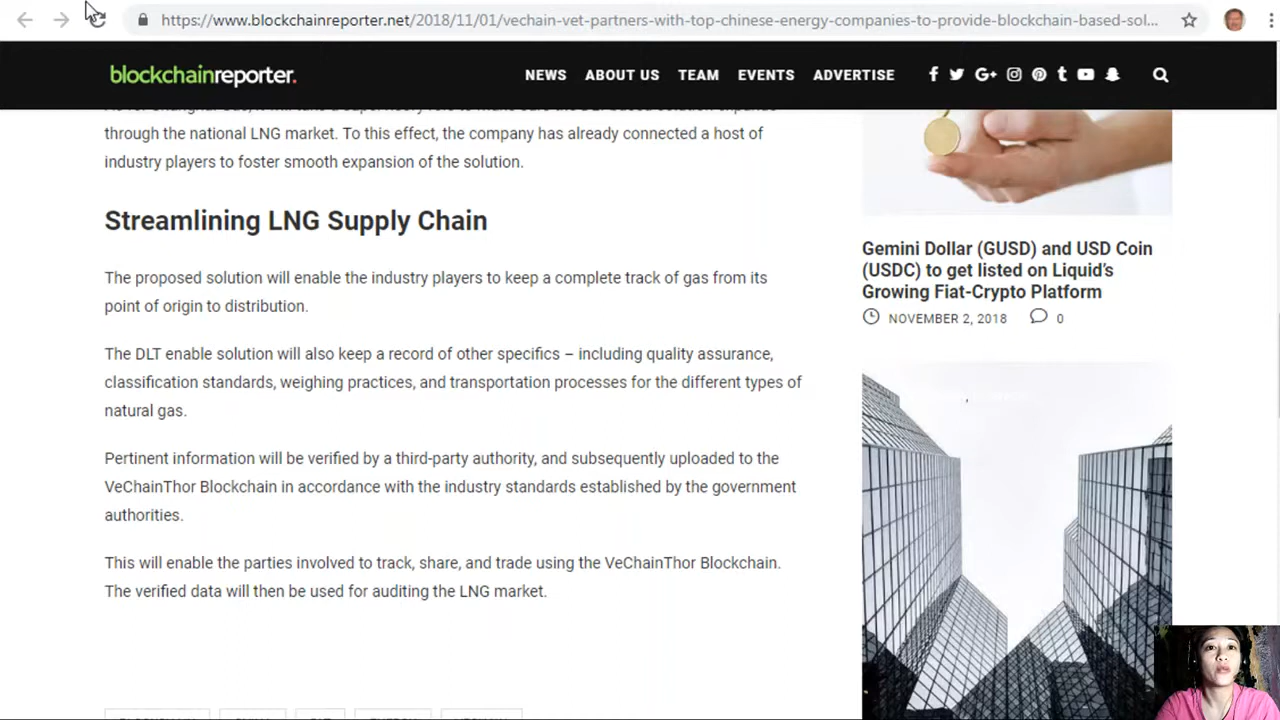 https://www.blockchainreporter.net/2018/11/01/vechain-vet-partners-with-top-chinese-energy-companies-to-provide-blockchain-based-sol...
blockchainreporter.
NEWS ABOUT US TEAM EVENTS ADVERTISE
through the national LNG market. To this effect, the company has already connected a host of
industry players to foster smooth expansion of the solution.
Streamlining LNG Supply Chain
The proposed solution will enable the industry players to keep a complete track of gas from its
point of origin to distribution.
The DLT enable solution will also keep a record of other specifics – including quality assurance,
classification standards, weighing practices, and transportation processes for the different types of
natural gas.
Pertinent information will be verified by a third-party authority, and subsequently uploaded to the
VeChainThor Blockchain in accordance with the industry standards established by the government
authorities.
This will enable the parties involved to track, share, and trade using the VeChainThor Blockchain.
The verified data will then be used for auditing the LNG market.
Gemini Dollar (GUSD) and USD Coin
(USDC) to get listed on Liquid's
Growing Fiat-Crypto Platform
NOVEMBER 2, 2018 0